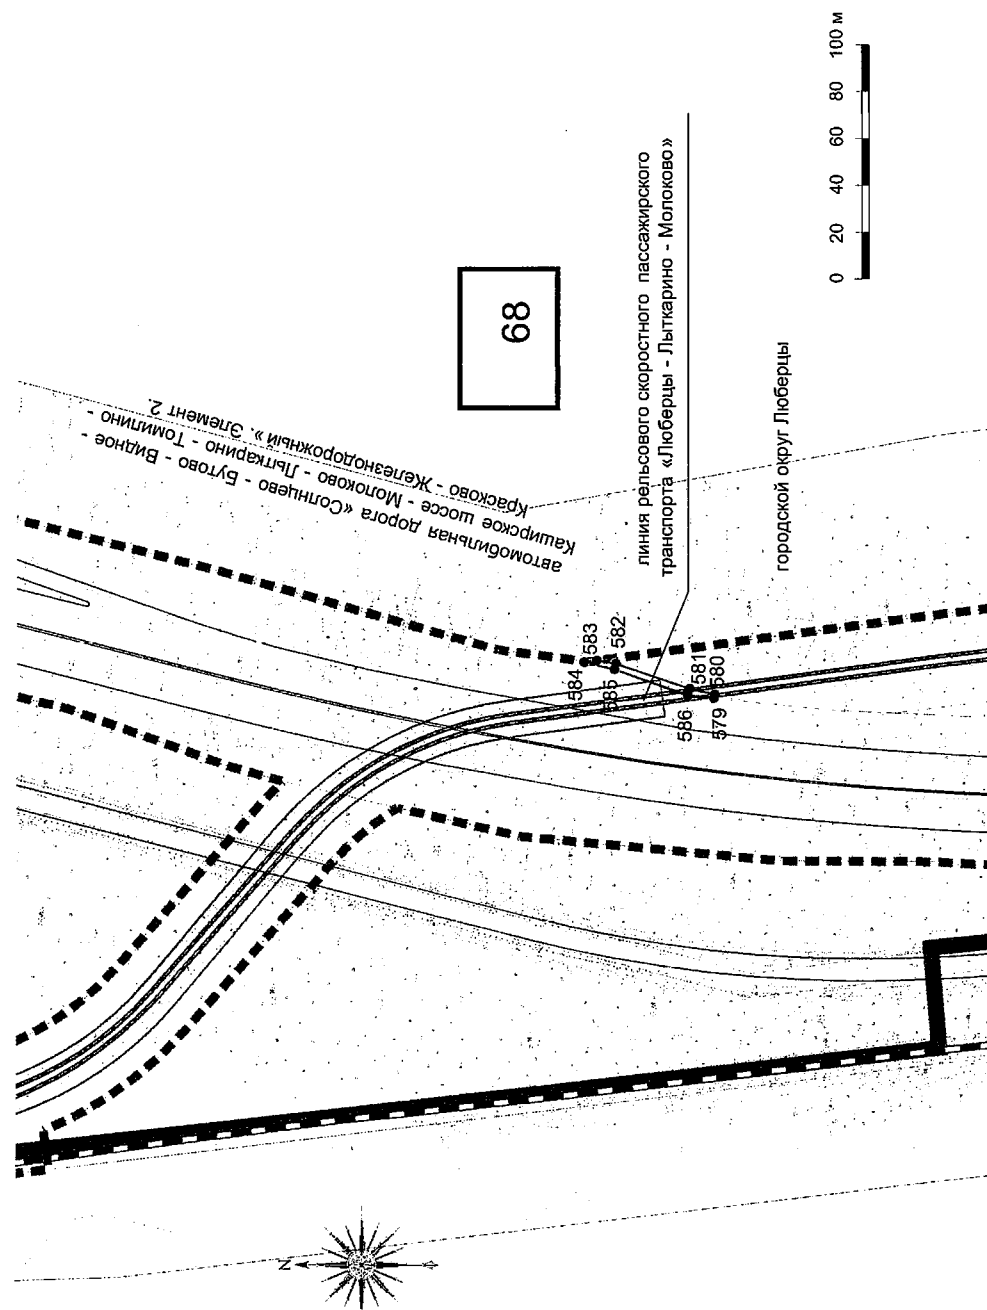 автомобильная дорога «Солнцево - Бутово - Видное -
Каширское шоссе - Молоково - Лыткарино - Томилино -
Красково - Железнодорожный». Элемент 2.
68
линия рельсового скоростного пассажирского
транспорта «Люберцы - Лыткарино - Молоково»
городской округ Люберцы
584
583
585
582
586
581
579
580
0 20 40 60 80 100 м
N